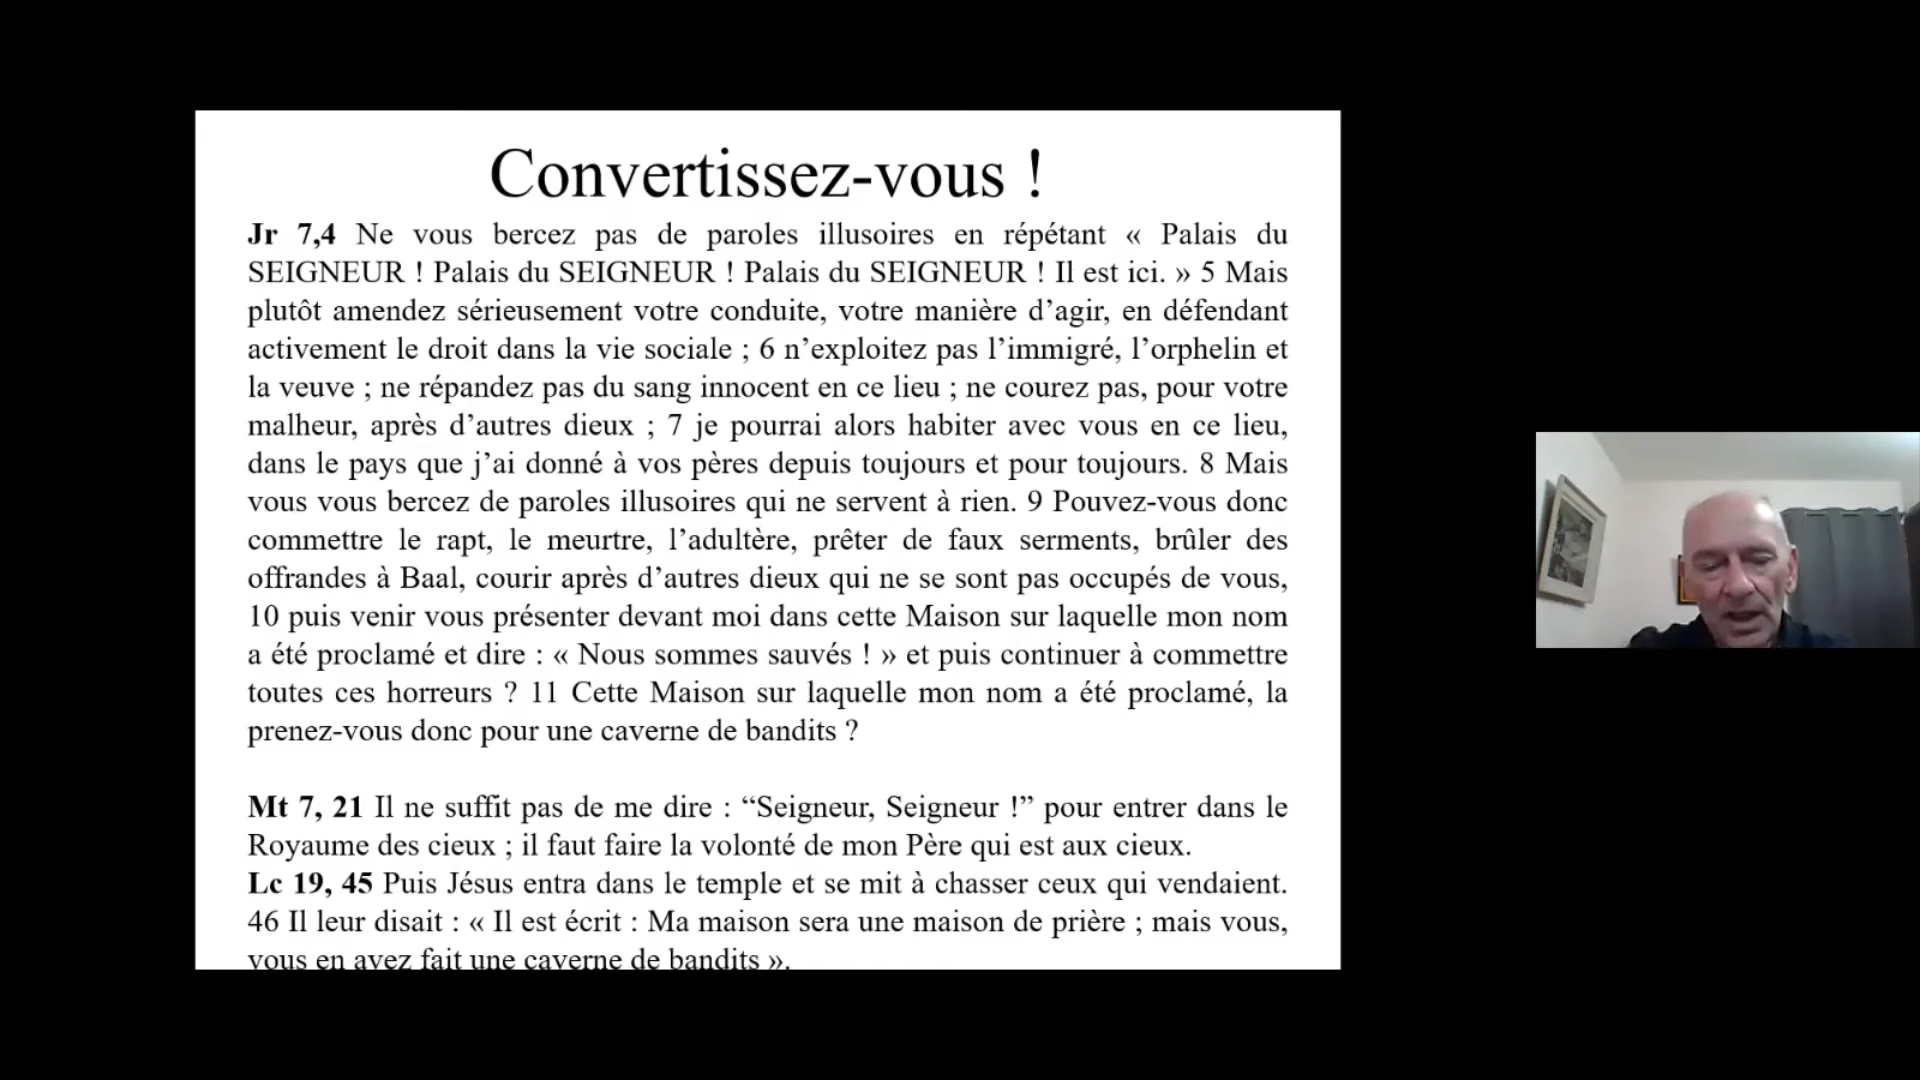 Convertissez-vous !
Jr 7,4 Ne vous bercez pas de paroles illusoires en répétant « Palais du
SEIGNEUR ! Palais du SEIGNEUR ! Palais du SEIGNEUR ! Il est ici. » 5 Mais
plutôt amendez sérieusement votre conduite, votre manière d’agir, en défendant
activement le droit dans la vie sociale ; 6 n’exploitez pas l’immigré, l’orphelin et
la veuve ; ne répandez pas du sang innocent en ce lieu ; ne courez pas, pour votre
malheur, après d’autres dieux ; 7 je pourrai alors habiter avec vous en ce lieu,
dans le pays que j’ai donné à vos pères depuis toujours et pour toujours. 8 Mais
vous vous bercez de paroles illusoires qui ne servent à rien. 9 Pouvez-vous donc
commettre le rapt, le meurtre, l’adultère, prêter de faux serments, brûler des
offrandes à Baal, courir après d’autres dieux qui ne se sont pas occupés de vous,
10 puis venir vous présenter devant moi dans cette Maison sur laquelle mon nom
a été proclamé et dire : « Nous sommes sauvés ! » et puis continuer à commettre
toutes ces horreurs ? 11 Cette Maison sur laquelle mon nom a été proclamé, la
prenez-vous donc pour une caverne de bandits ?
Mt 7, 21 Il ne suffit pas de me dire : “Seigneur, Seigneur !” pour entrer dans le
Royaume des cieux ; il faut faire la volonté de mon Père qui est aux cieux.
Lc 19, 45 Puis Jésus entra dans le temple et se mit à chasser ceux qui vendaient.
46 Il leur disait : « Il est écrit : Ma maison sera une maison de prière ; mais vous,
vous en avez fait une caverne de bandits ».